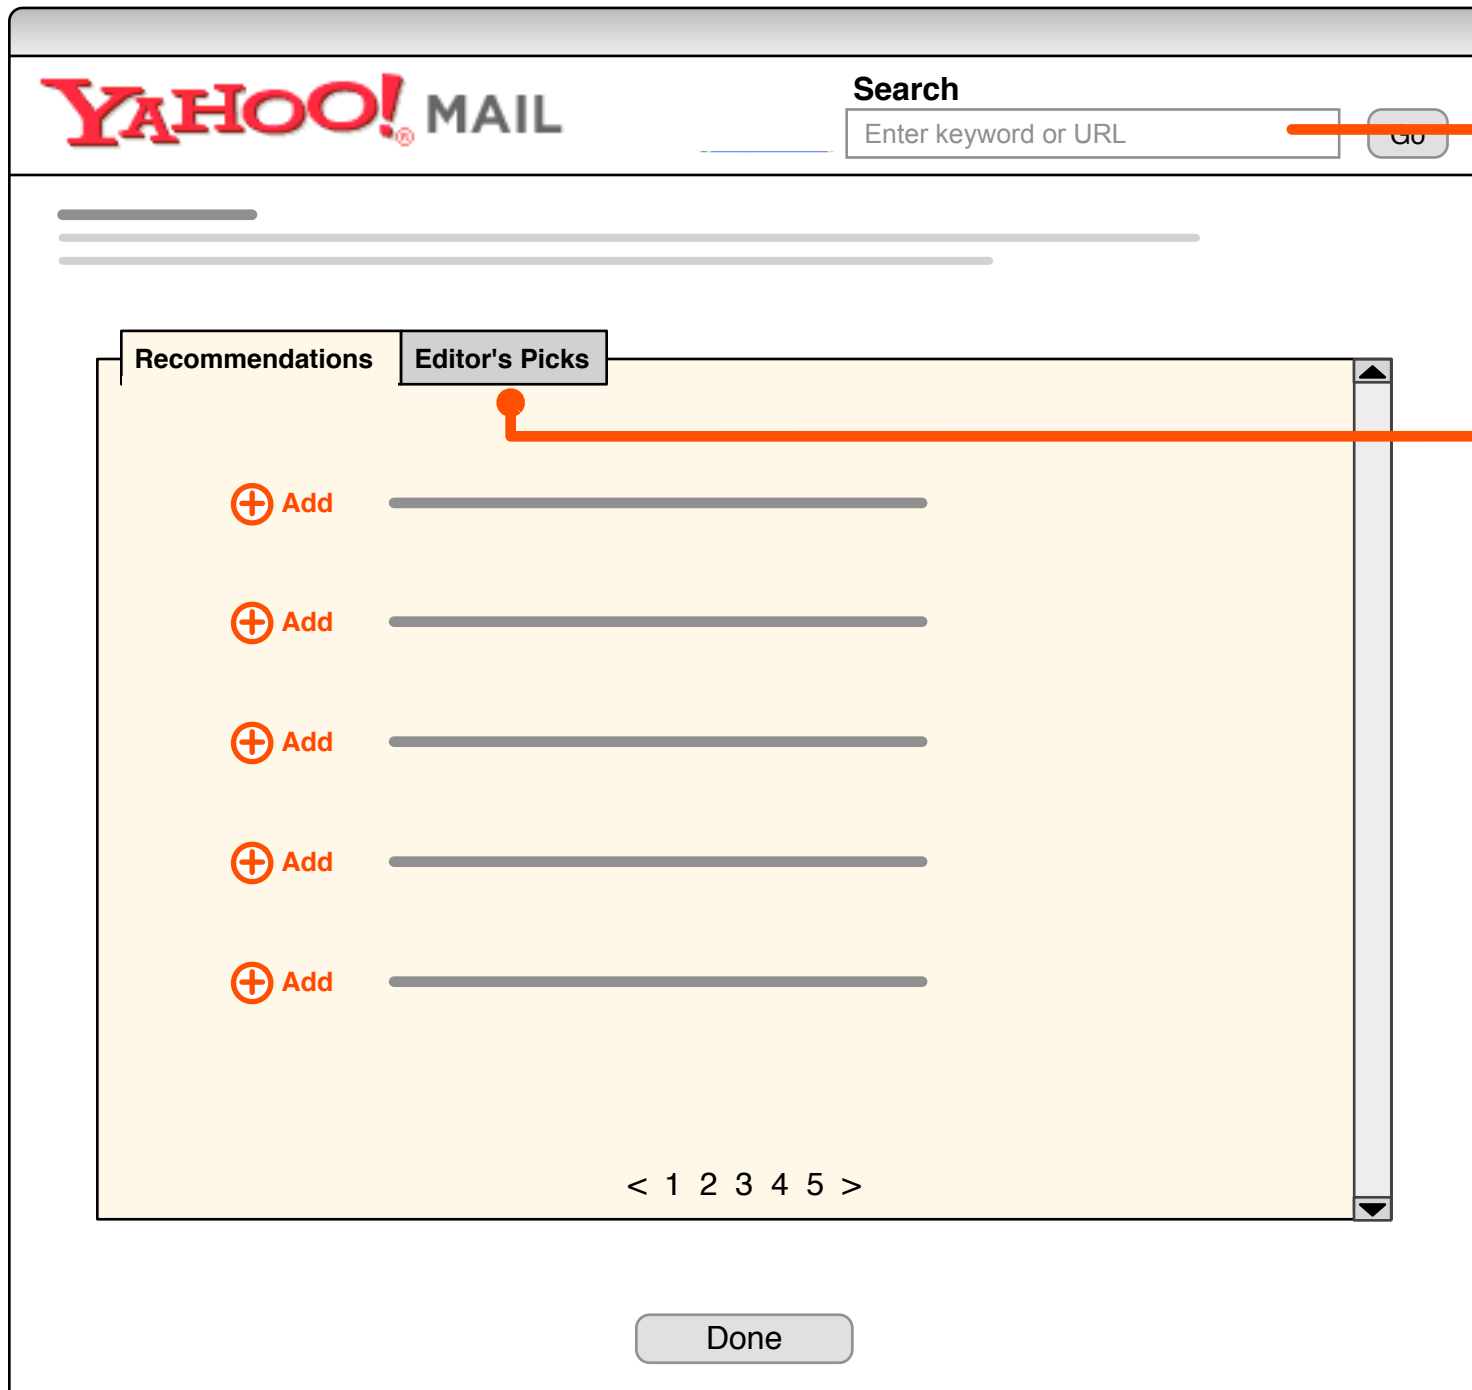 YAHOO!® MAIL
Search
Enter keyword or URL
Go
Recommendations
Editor's Picks
Add
Add
Add
Add
Add
< 1 2 3 4 5 >
Done